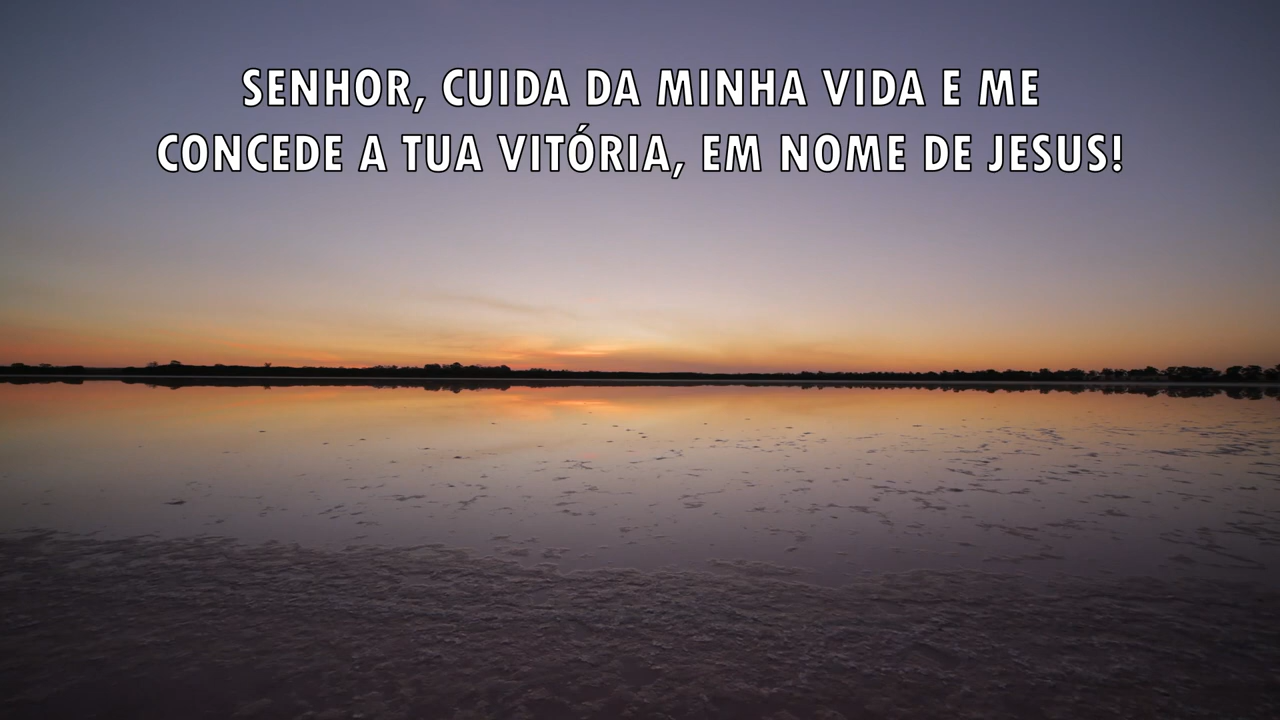 SENHOR, CUIDA DA MINHA VIDA E ME
CONCEDE A TUA VITÓRIA, EM NOME DE JESUS!